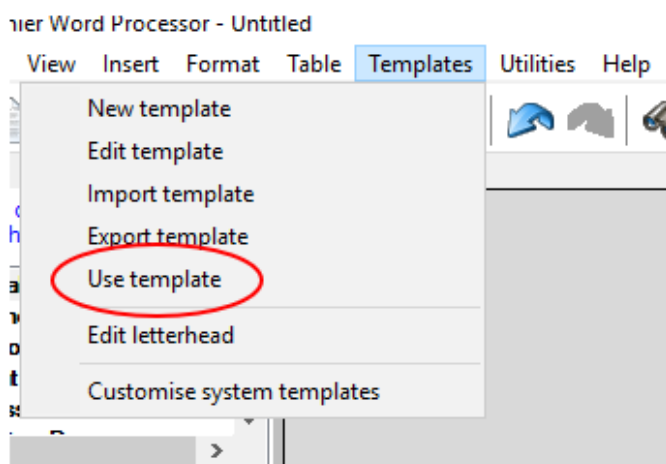 Word Processor - Untitled
View Insert Format Table Templates Utilities Help
New template
Edit template
Import template
Export template
Use template
Edit letterhead
Customise system templates